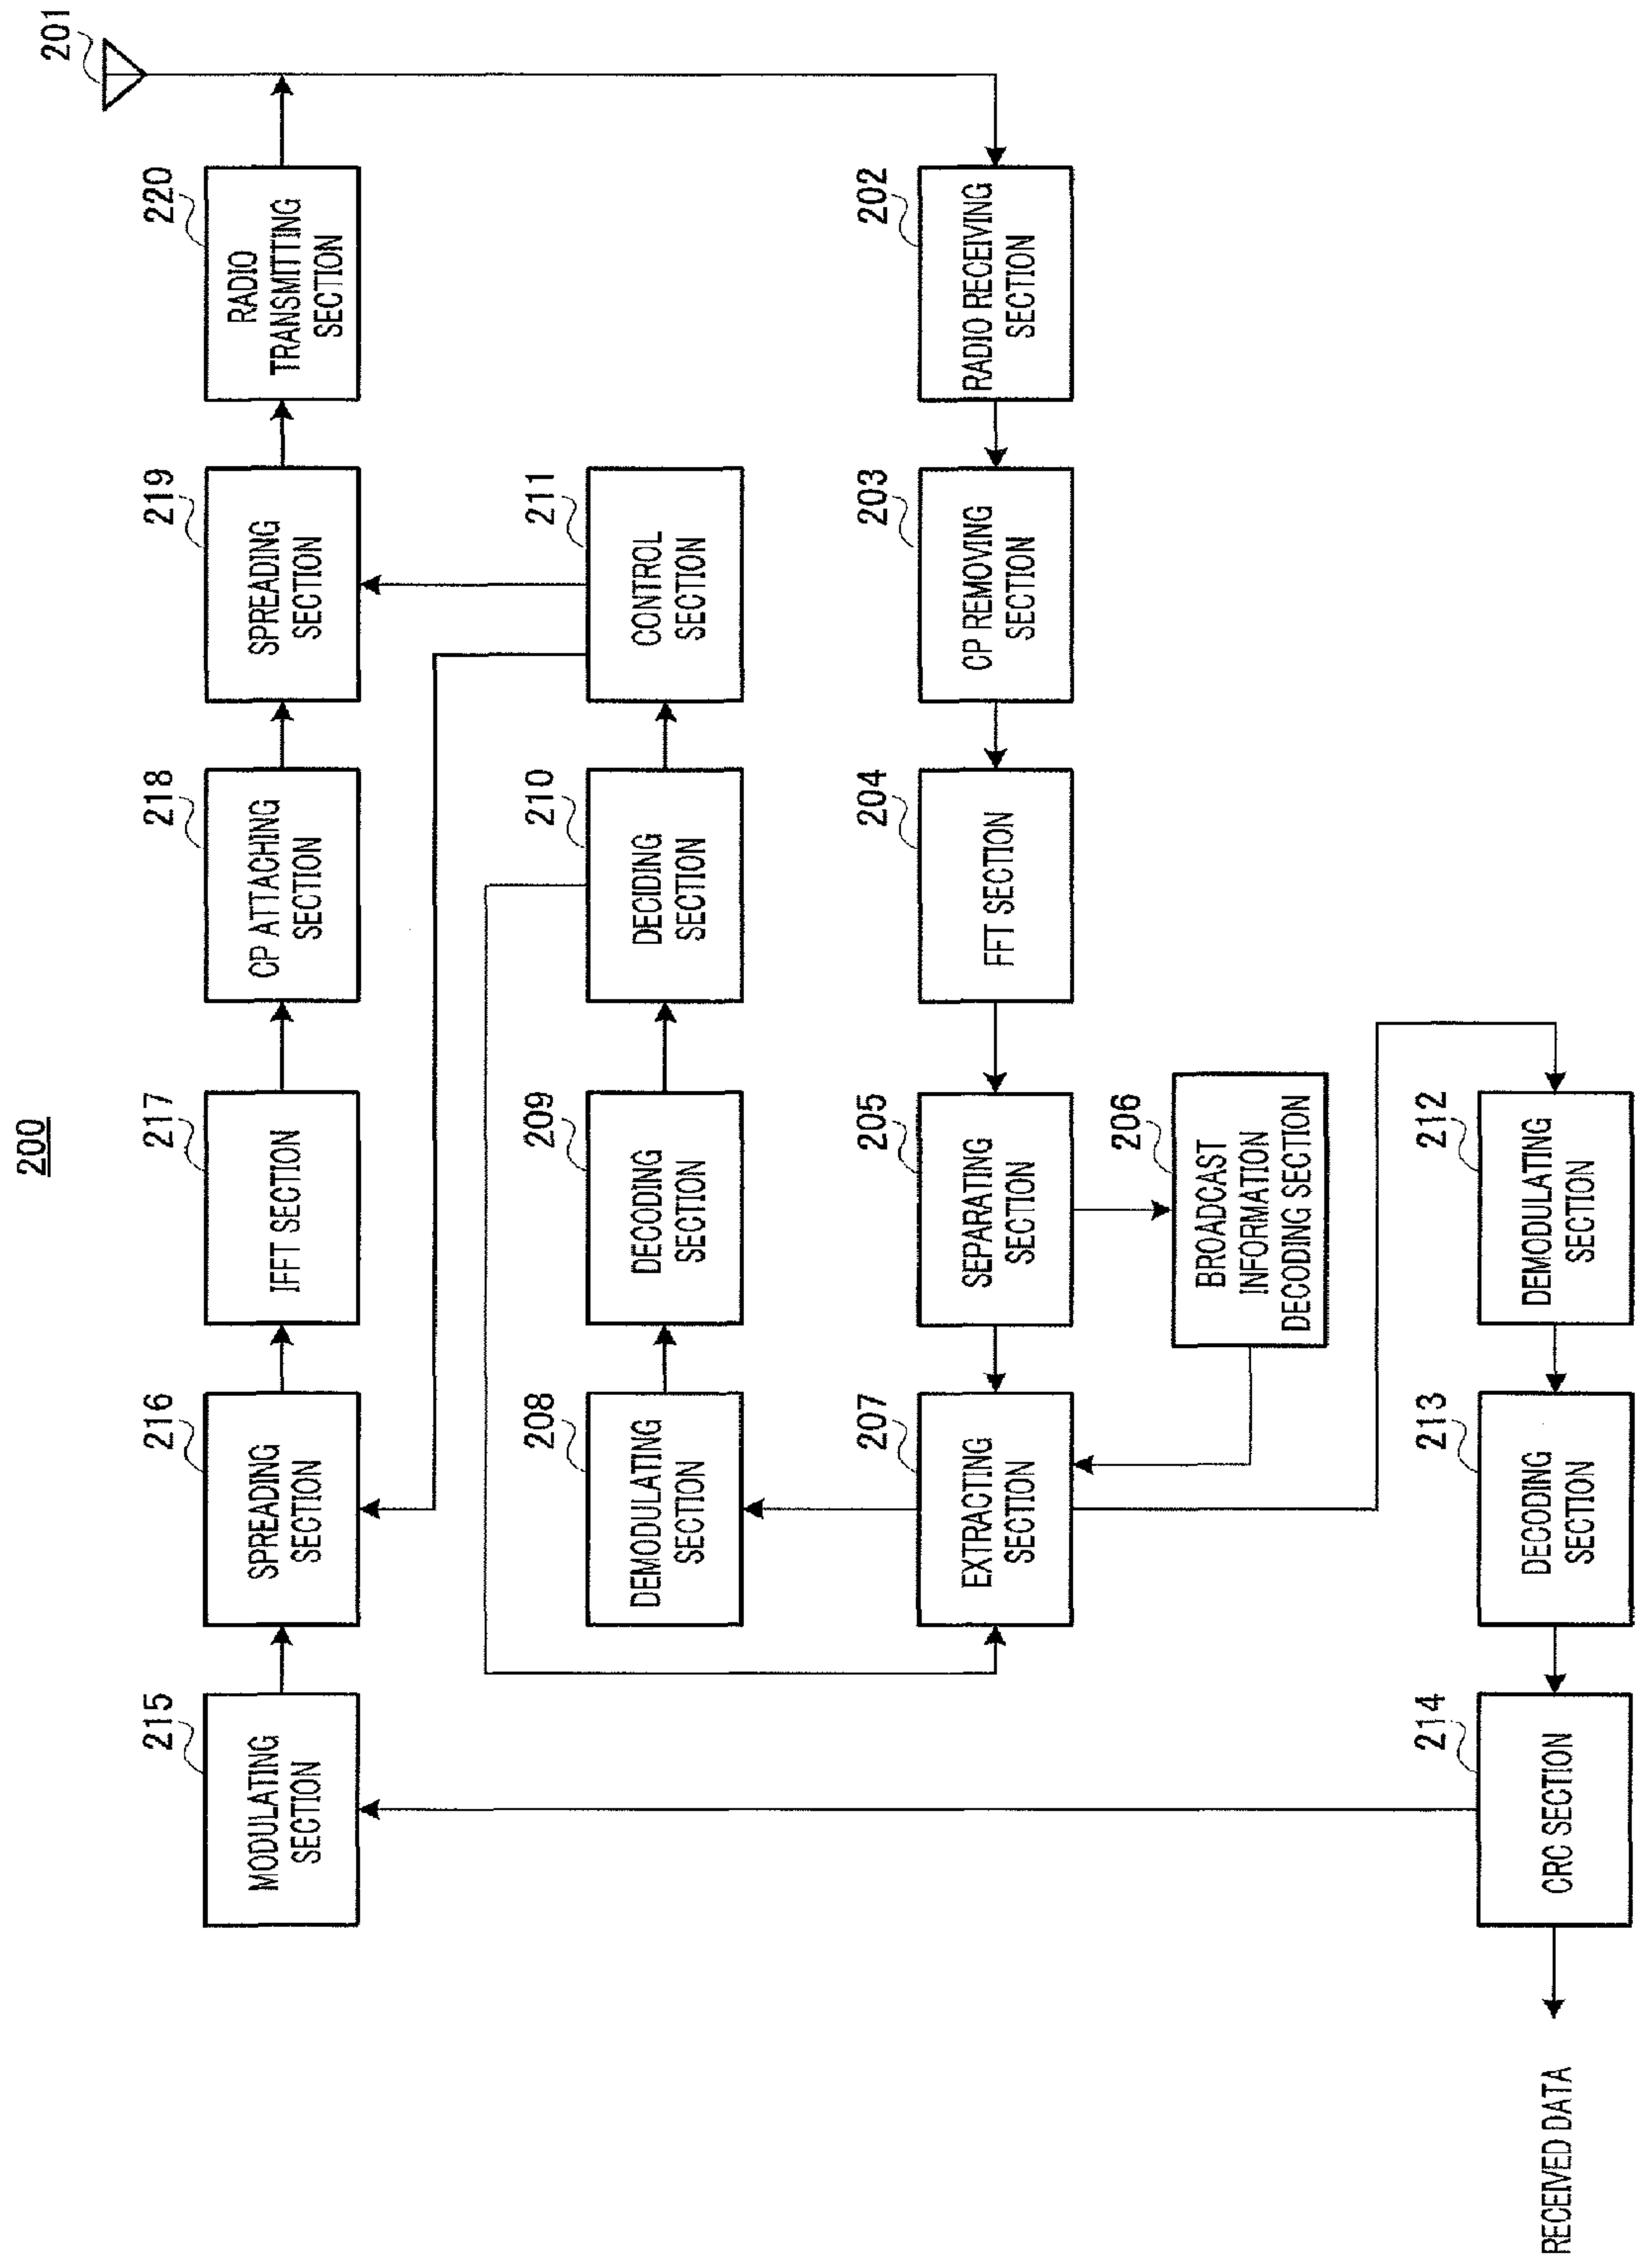 200
201
220
RADIO
TRANSMITTING
SECTION
219
SPREADING
SECTION
218
CP ATTACHING
SECTION
217
IFFT SECTION
216
SPREADING
SECTION
215
MODULATING
SECTION
211
CONTROL
SECTION
210
DECIDING
SECTION
209
DECODING
SECTION
208
DEMODULATING
SECTION
202
RADIO RECEIVING
SECTION
203
CP REMOVING
SECTION
204
FFT SECTION
205
SEPARATING
SECTION
207
EXTRACTING
SECTION
206
BROADCAST
INFORMATION
DECODING SECTION
212
DEMODULATING
SECTION
213
DECODING
SECTION
214
CRC SECTION
RECEIVED DATA